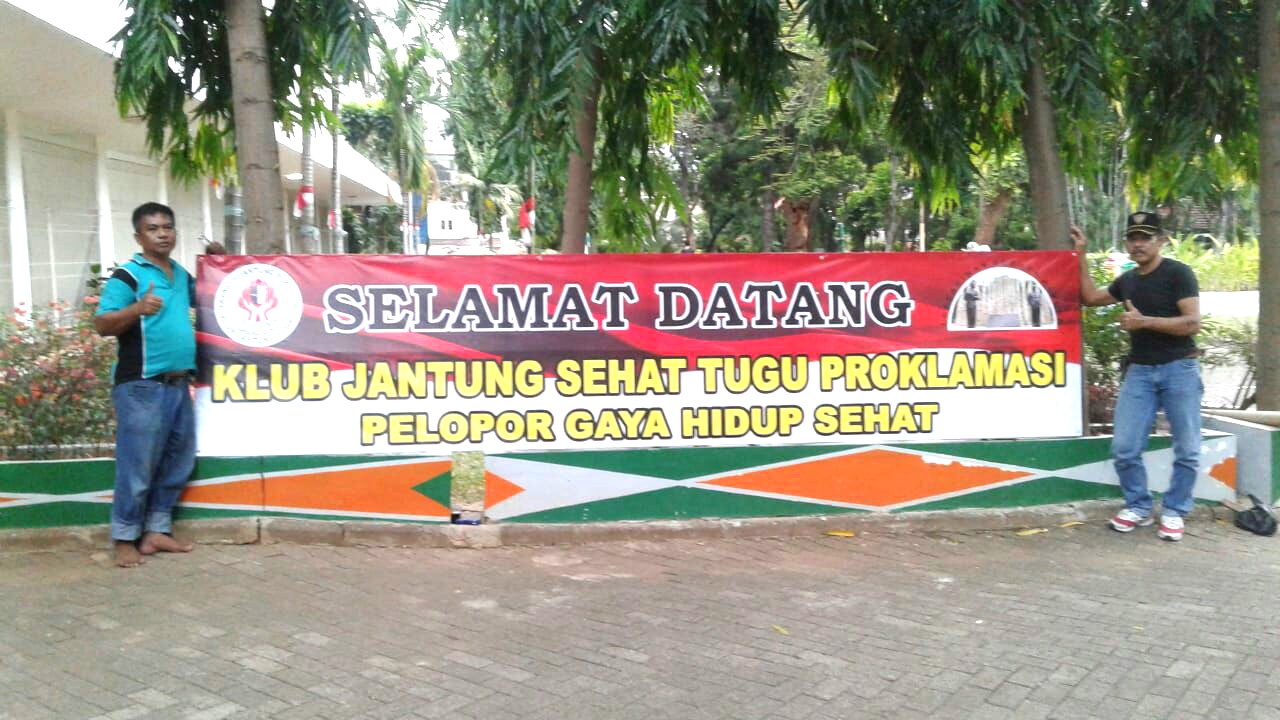 SELAMAT DATANG
KLUB JANTUNG SEHAT TUGU PROKLAMASI
PELOPOR GAYA HIDUP SEHAT